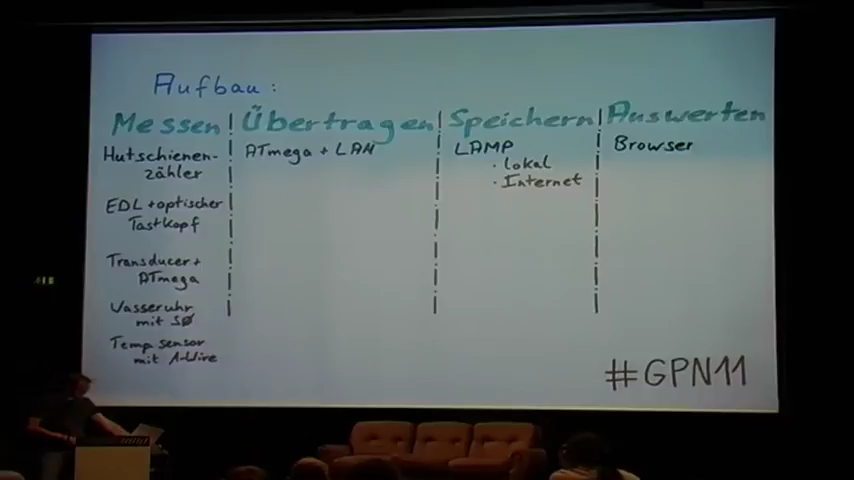 Aufbau:
Messen | Übertragen | Speichern | Auswerten
Hutschienen-
zähler
EDL + optischer
Tastkopf
Transducer +
ATmega
Wasseruhr
mit SØ
Temp sensor
mit 1-Wire
ATmega + LAN
LAMP
· lokal
· Internet
Browser
#GPN11